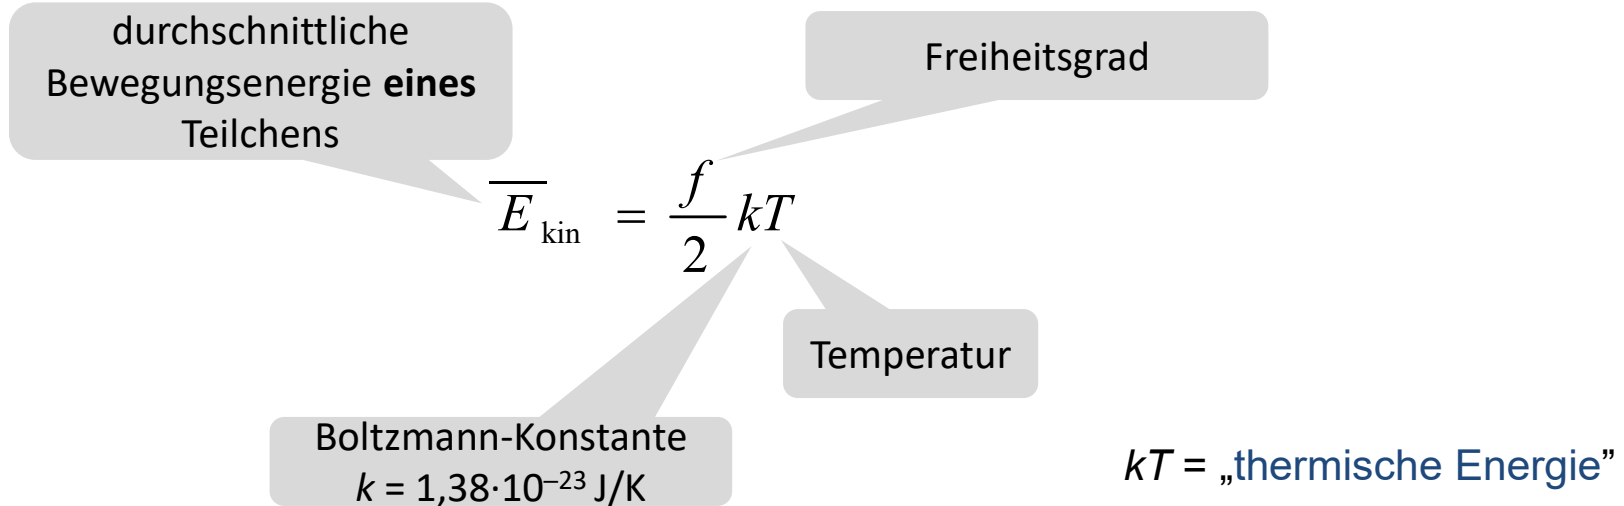 durchschnittliche
Bewegungsenergie eines
Teilchens
Freiheitsgrad
E̅kin = f/2 kT
Temperatur
Boltzmann-Konstante
k = 1,38·10⁻²³ J/K
kT = „thermische Energie”